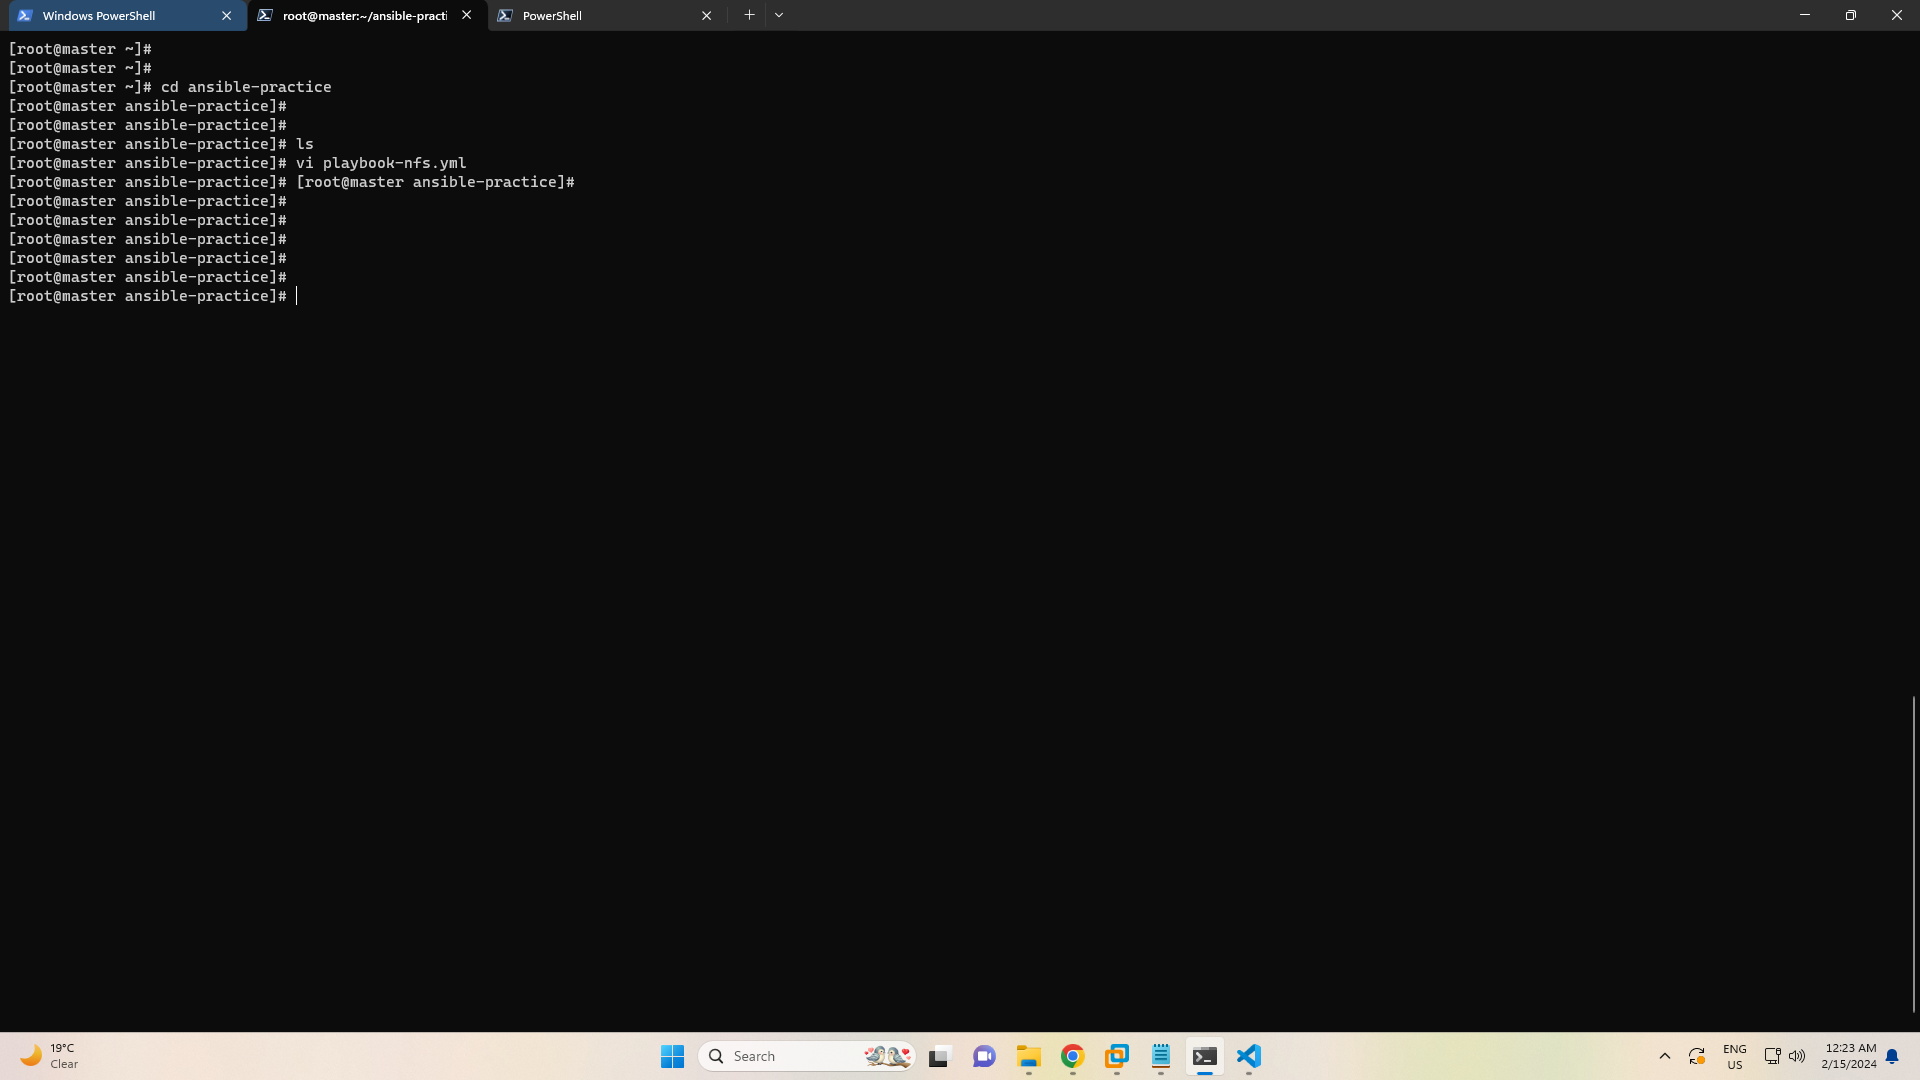 Windows PowerShell
root@master:~/ansible-practi
PowerShell
[root@master ~]#
[root@master ~]#
[root@master ~]# cd ansible-practice
[root@master ansible-practice]#
[root@master ansible-practice]#
[root@master ansible-practice]# ls
[root@master ansible-practice]# vi playbook-nfs.yml
[root@master ansible-practice]# [root@master ansible-practice]#
[root@master ansible-practice]#
[root@master ansible-practice]#
[root@master ansible-practice]#
[root@master ansible-practice]#
[root@master ansible-practice]#
[root@master ansible-practice]#
19°C
Clear
Search
ENG
US
12:23 AM
2/15/2024